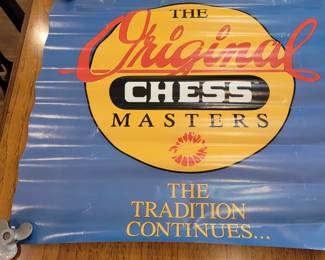 THE
Original
CHESS
MASTERS
THE
TRADITION
CONTINUES...